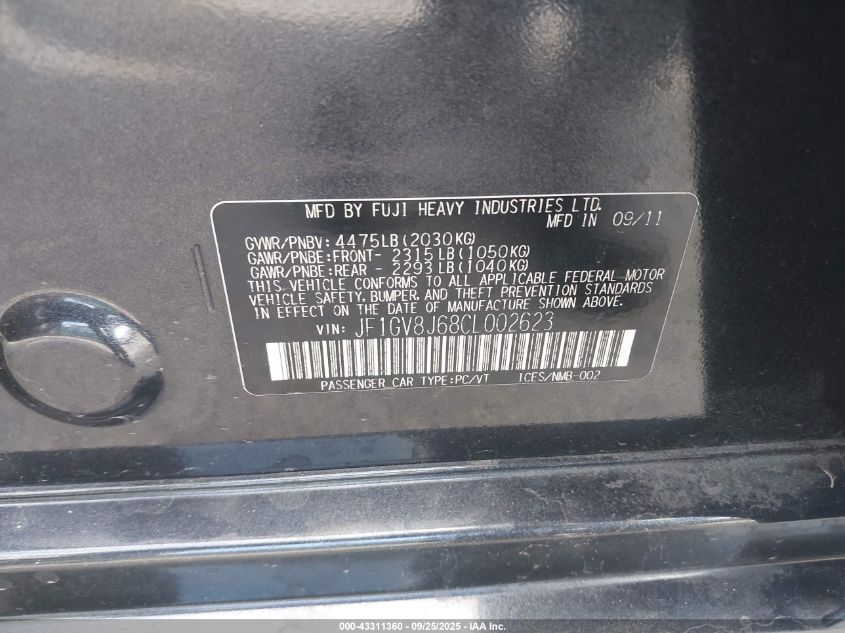 MFD BY FUJI HEAVY INDUSTRIES LTD.
MFD IN 09/11
GVWR/PNBV: 4475LB(2030KG)
GAWR/PNBE:FRONT- 2315LB(1050KG)
GAWR/PNBE:REAR - 2293LB(1040KG)
THIS VEHICLE CONFORMS TO ALL APPLICABLE FEDERAL MOTOR
VEHICLE SAFETY, BUMPER, AND THEFT PREVENTION STANDARDS
IN EFFECT ON THE DATE OF MANUFACTURE SHOWN ABOVE.
VIN: JF1GV8J68CL002623
PASSENGER CAR TYPE:PC/VT ICES/NMB-002
000-43311360 - 09/25/2025 - IAA Inc.